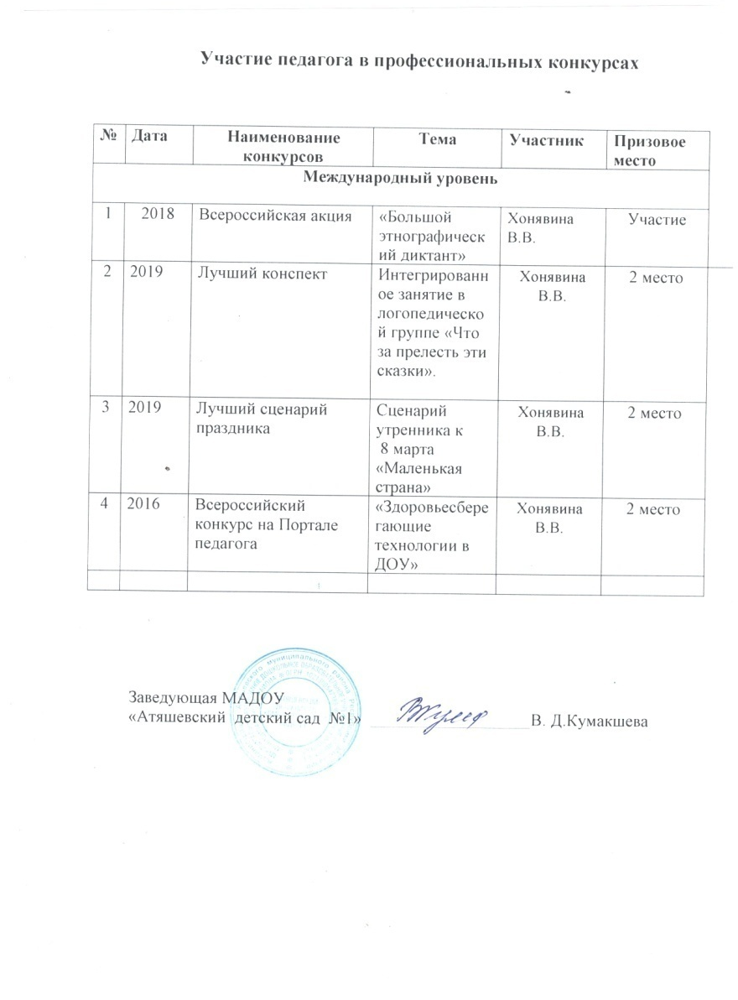 Участие педагога в профессиональных конкурсах
№ Дата Наименование конкурсов Тема Участник Призовое место
Международный уровень
1 2018 Всероссийская акция «Большой этнографический диктант» Хонявина В.В. Участие
2 2019 Лучший конспект Интегрированное занятие в логопедической группе «Что за прелесть эти сказки». Хонявина В.В. 2 место
3 2019 Лучший сценарий праздника Сценарий утренника к 8 марта «Маленькая страна» Хонявина В.В. 2 место
4 2016 Всероссийский конкурс на Портале педагога «Здоровьесберегающие технологии в ДОУ» Хонявина В.В. 2 место
Заведующая МАДОУ
«Атяшевский детский сад №1» В. Д.Кумакшева
муниципального района